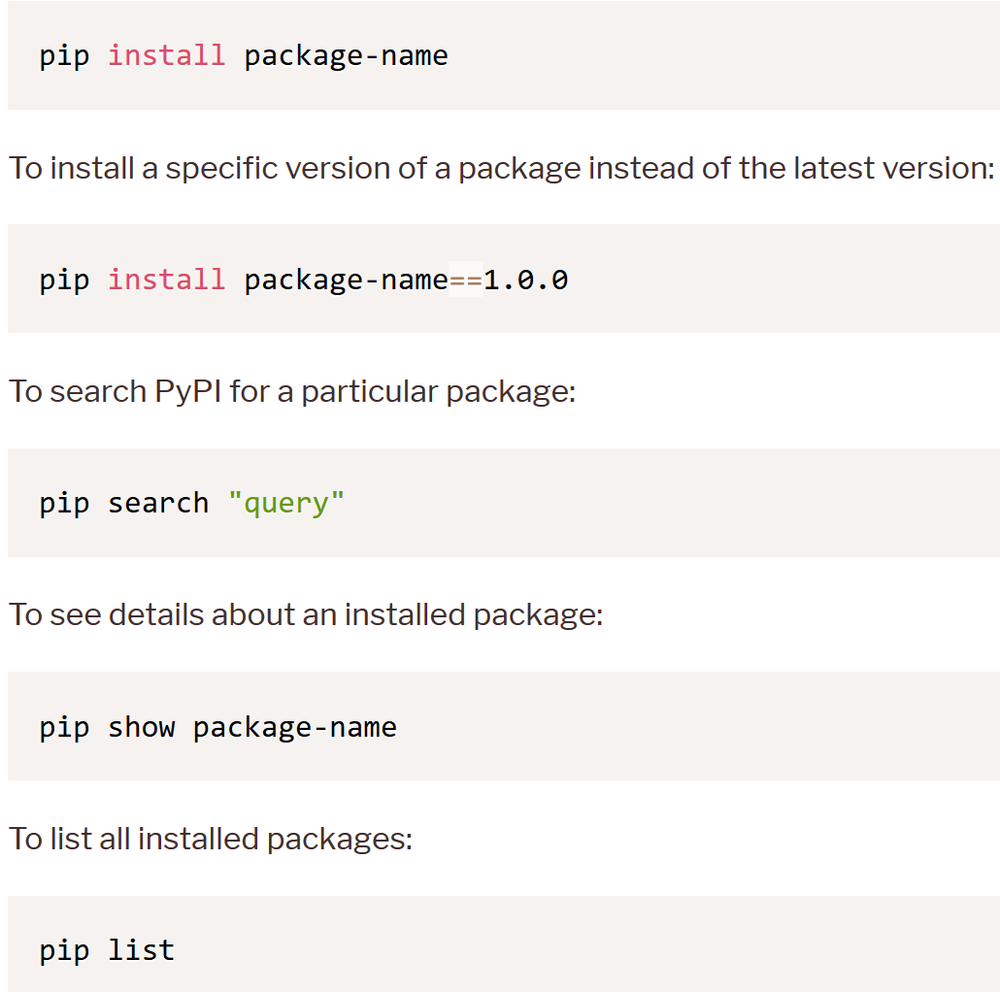 pip install package-name
To install a specific version of a package instead of the latest version:
pip install package-name==1.0.0
To search PyPI for a particular package:
pip search "query"
To see details about an installed package:
pip show package-name
To list all installed packages:
pip list